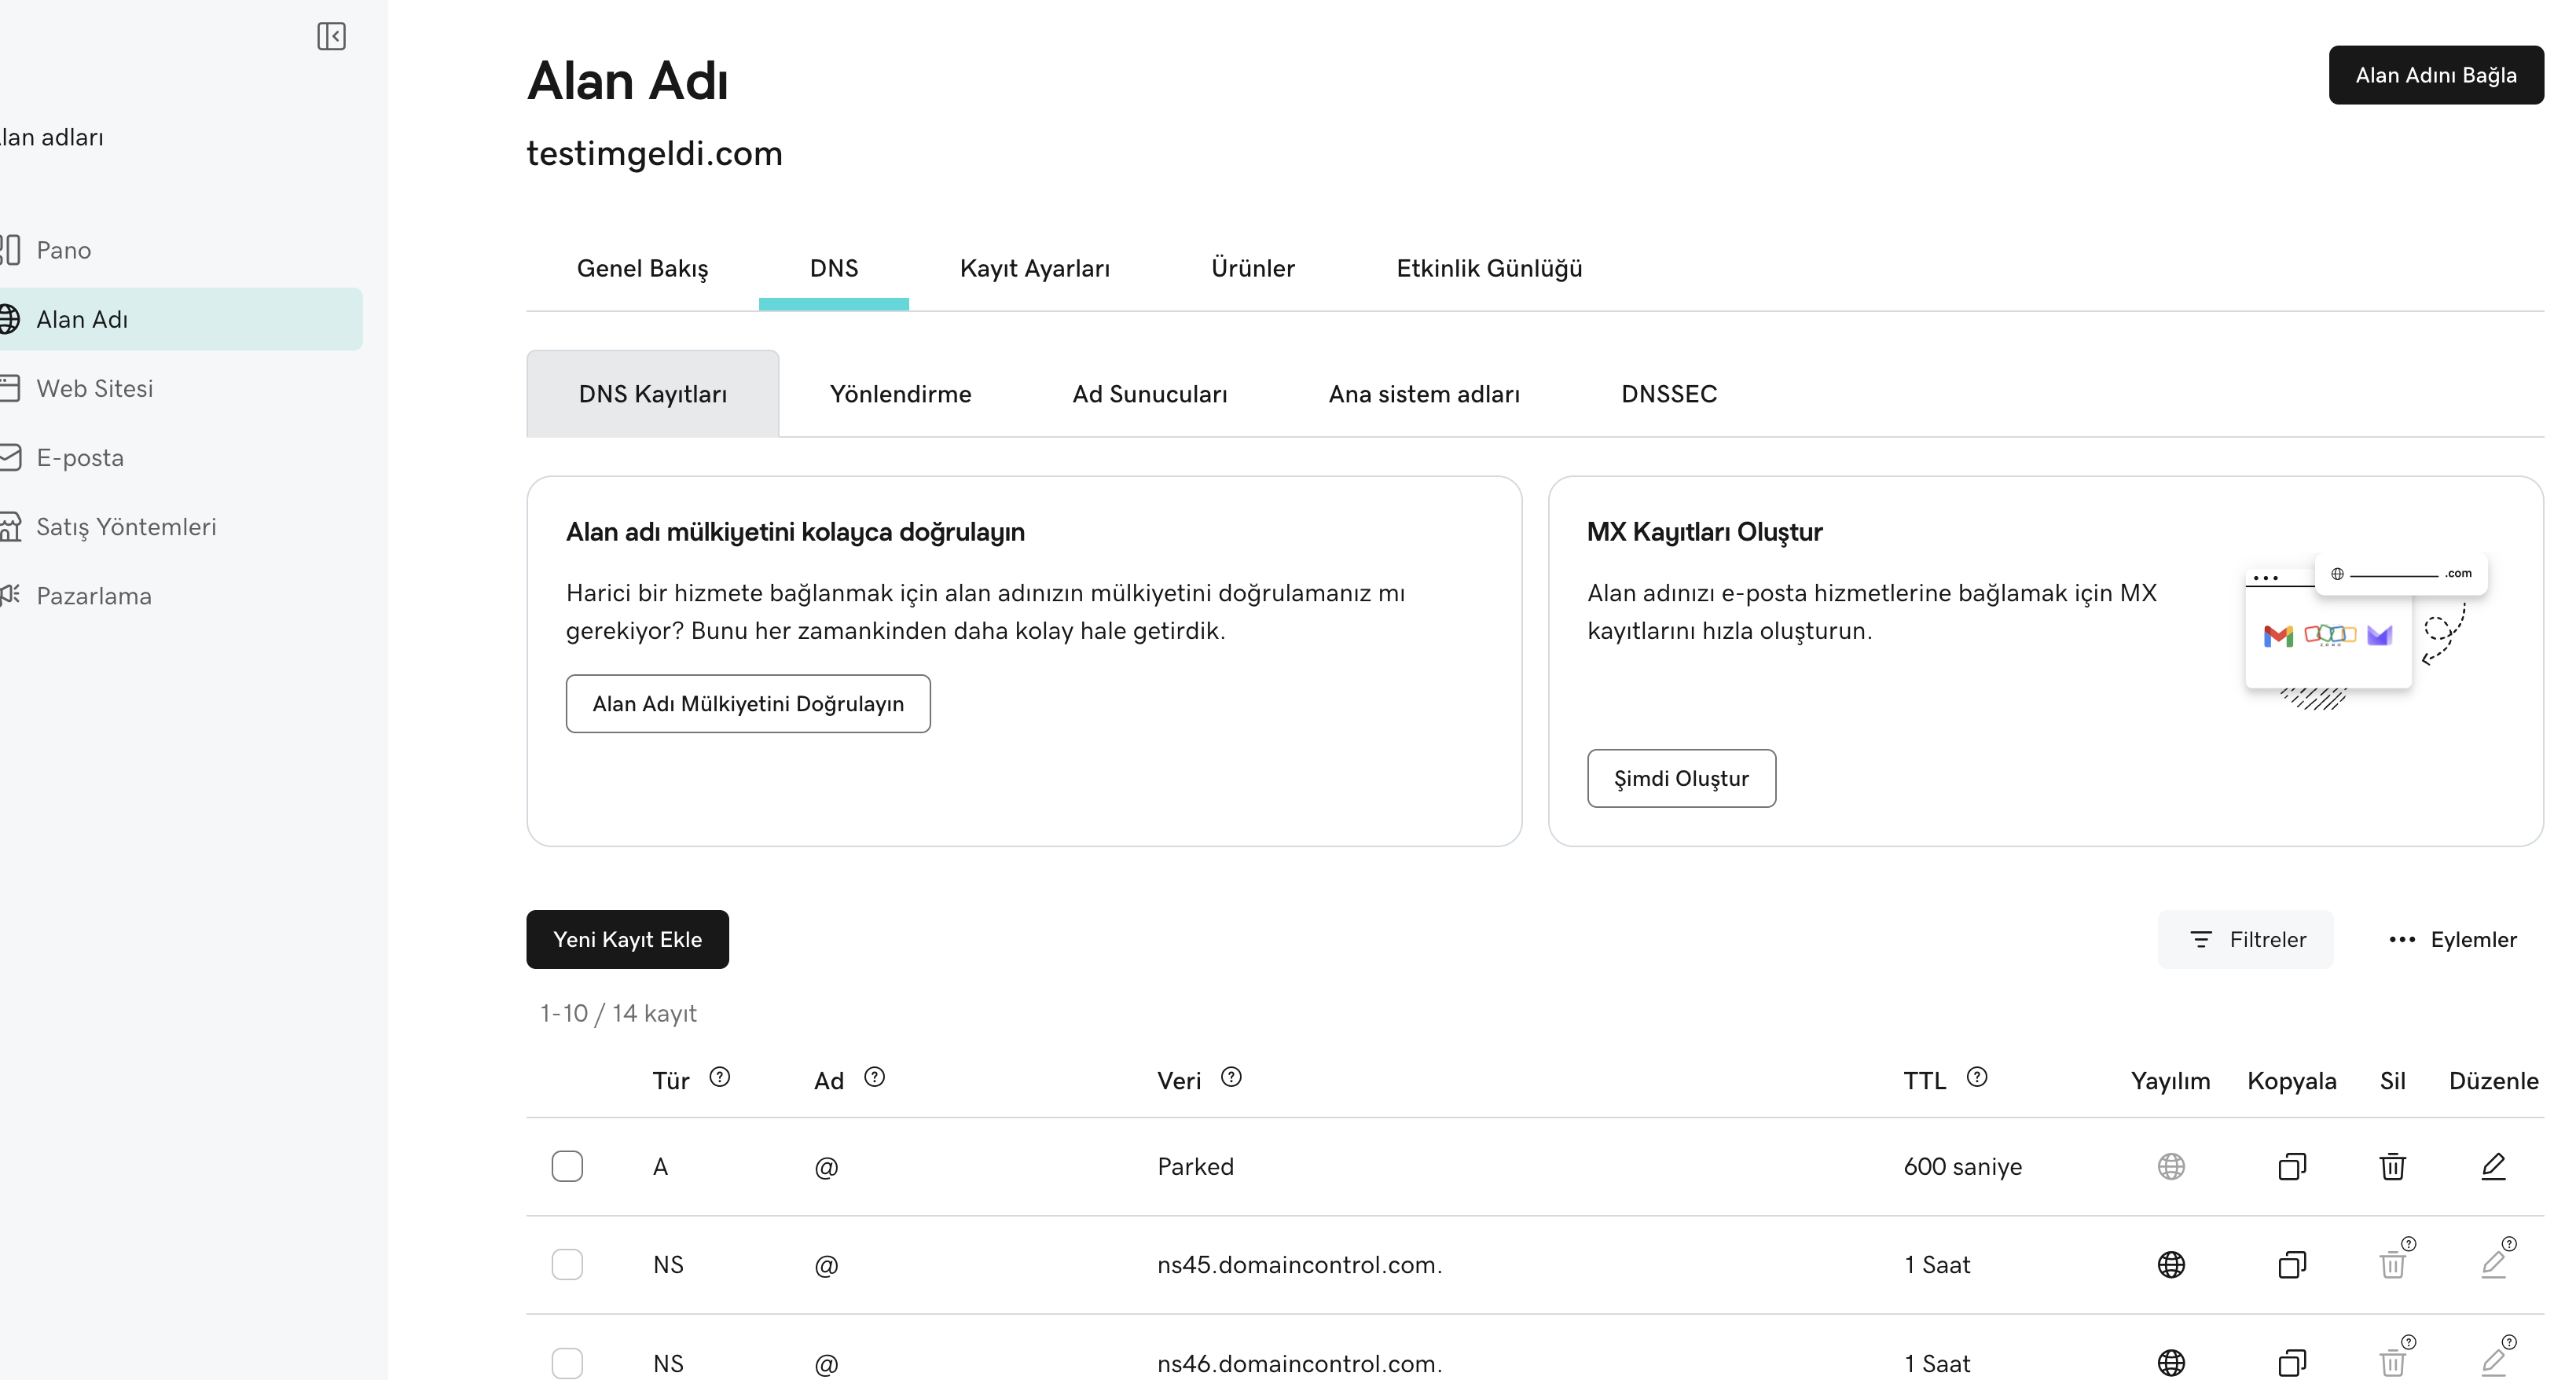 Alan Adı
Alan Adını Bağla
testimgeldi.com
lan adları
Pano
Alan Adı
Web Sitesi
E-posta
Satış Yöntemleri
Pazarlama
Genel Bakış DNS Kayıt Ayarları Ürünler Etkinlik Günlüğü
DNS Kayıtları Yönlendirme Ad Sunucuları Ana sistem adları DNSSEC
Alan adı mülkiyetini kolayca doğrulayın
Harici bir hizmete bağlanmak için alan adınızın mülkiyetini doğrulamanız mı
gerekiyor? Bunu her zamankinden daha kolay hale getirdik.
Alan Adı Mülkiyetini Doğrulayın
MX Kayıtları Oluştur
Alan adınızı e-posta hizmetlerine bağlamak için MX
kayıtlarını hızla oluşturun.
.com
ZOHO
Şimdi Oluştur
Yeni Kayıt Ekle
Filtreler
Eylemler
1-10 / 14 kayıt
Tür Ad Veri TTL Yayılım Kopyala Sil Düzenle
A @ Parked 600 saniye
NS @ ns45.domaincontrol.com. 1 Saat
NS @ ns46.domaincontrol.com. 1 Saat